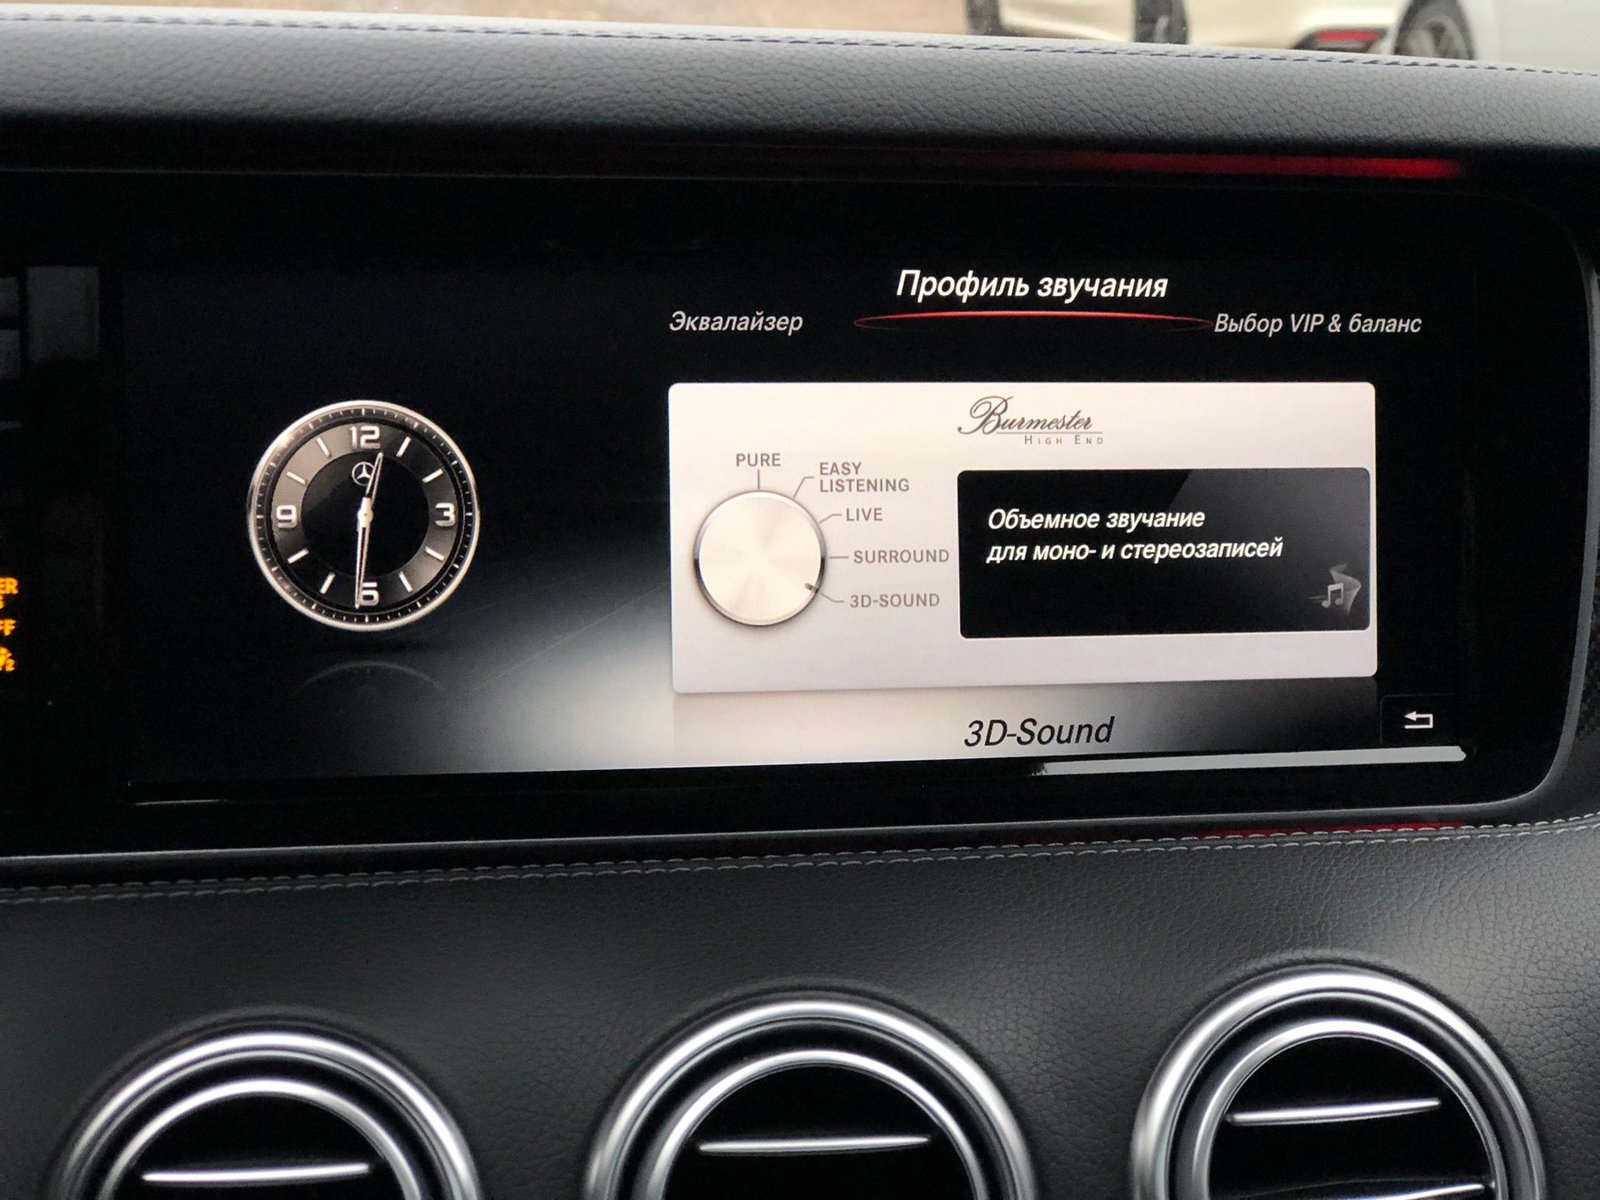 Профиль звучания
Эквалайзер
Выбор VIP & баланс
12
3
6
9
Burmester
HIGH END
PURE
EASY
LISTENING
LIVE
SURROUND
3D-SOUND
Объемное звучание
для моно- и стереозаписей
3D-Sound